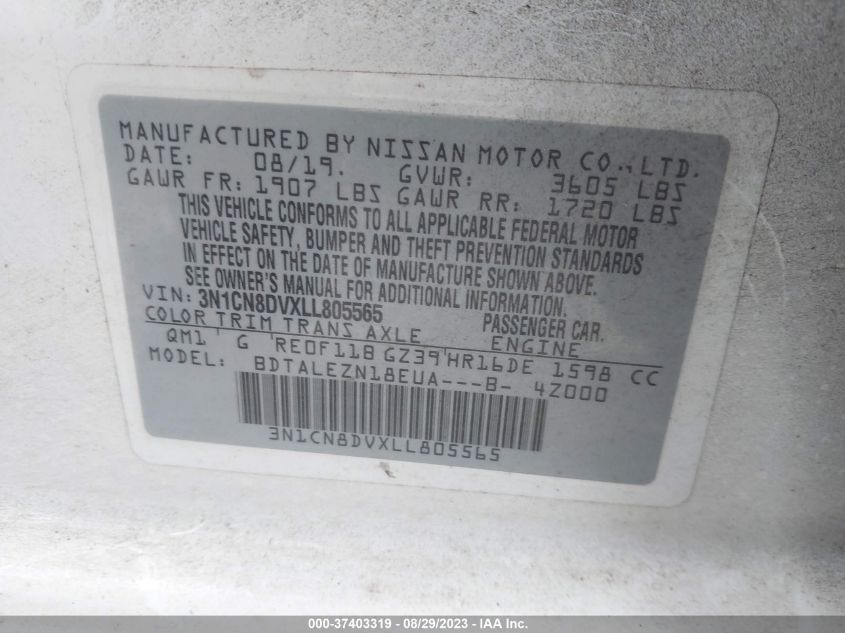 MANUFACTURED BY NISSAN MOTOR CO., LTD.
DATE: 08/19. GVWR: 3605 LBS
GAWR FR: 1907 LBS GAWR RR: 1720 LBS
THIS VEHICLE CONFORMS TO ALL APPLICABLE FEDERAL MOTOR
VEHICLE SAFETY, BUMPER AND THEFT PREVENTION STANDARDS
IN EFFECT ON THE DATE OF MANUFACTURE SHOWN ABOVE.
SEE OWNER'S MANUAL FOR ADDITIONAL INFORMATION.
VIN: 3N1CN8DVXLL805565 PASSENGER CAR.
COLOR TRIM TRANS AXLE ENGINE
QM1 G RE0F11B GZ39 HR16DE 1598 CC
MODEL: BDTALEZN18EUA---B- 4Z000
3N1CN8DVXLL805565
000-37403319 - 08/29/2023 - IAA Inc.